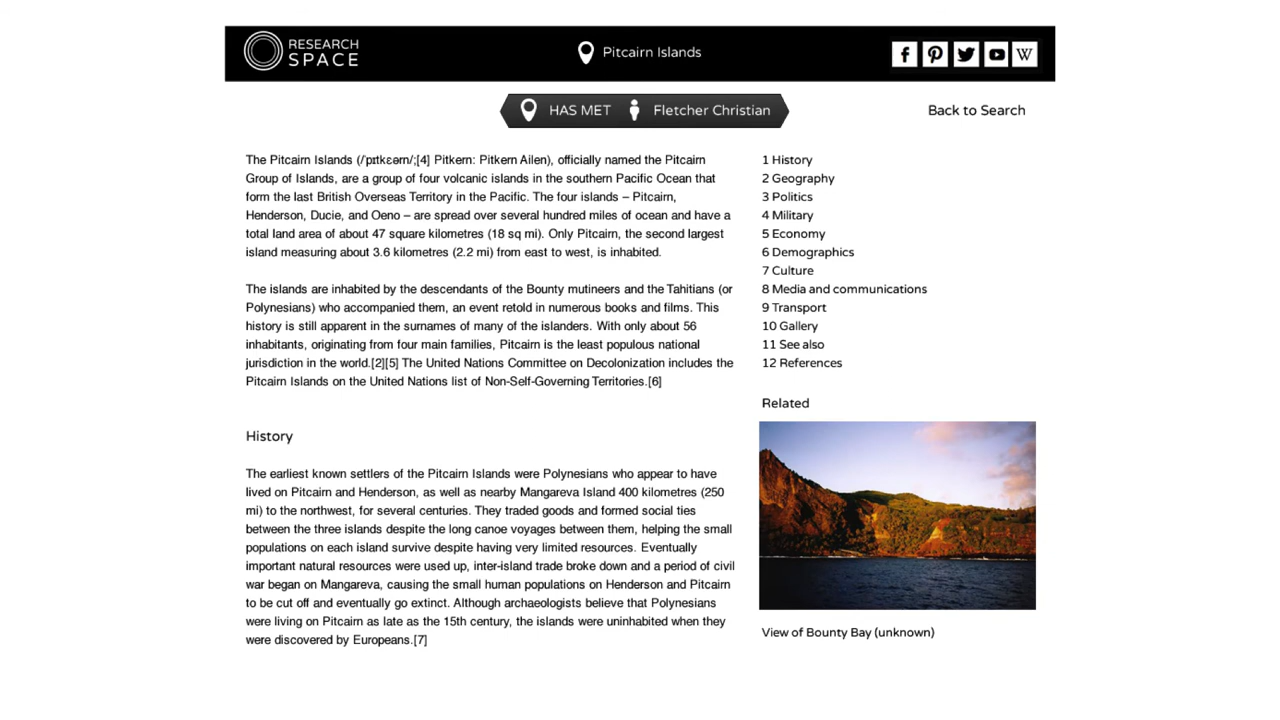 RESEARCH
SPACE
Pitcairn Islands
HAS MET Fletcher Christian
Back to Search
The Pitcairn Islands (/ˈpɪtkɛərn/;[4] Pitkern: Pitkern Ailen), officially named the Pitcairn
Group of Islands, are a group of four volcanic islands in the southern Pacific Ocean that
form the last British Overseas Territory in the Pacific. The four islands – Pitcairn,
Henderson, Ducie, and Oeno – are spread over several hundred miles of ocean and have a
total land area of about 47 square kilometres (18 sq mi). Only Pitcairn, the second largest
island measuring about 3.6 kilometres (2.2 mi) from east to west, is inhabited.
The islands are inhabited by the descendants of the Bounty mutineers and the Tahitians (or
Polynesians) who accompanied them, an event retold in numerous books and films. This
history is still apparent in the surnames of many of the islanders. With only about 56
inhabitants, originating from four main families, Pitcairn is the least populous national
jurisdiction in the world.[2][5] The United Nations Committee on Decolonization includes the
Pitcairn Islands on the United Nations list of Non-Self-Governing Territories.[6]
History
The earliest known settlers of the Pitcairn Islands were Polynesians who appear to have
lived on Pitcairn and Henderson, as well as nearby Mangareva Island 400 kilometres (250
mi) to the northwest, for several centuries. They traded goods and formed social ties
between the three islands despite the long canoe voyages between them, helping the small
populations on each island survive despite having very limited resources. Eventually
important natural resources were used up, inter-island trade broke down and a period of civil
war began on Mangareva, causing the small human populations on Henderson and Pitcairn
to be cut off and eventually go extinct. Although archaeologists believe that Polynesians
were living on Pitcairn as late as the 15th century, the islands were uninhabited when they
were discovered by Europeans.[7]
1 History
2 Geography
3 Politics
4 Military
5 Economy
6 Demographics
7 Culture
8 Media and communications
9 Transport
10 Gallery
11 See also
12 References
Related
View of Bounty Bay (unknown)